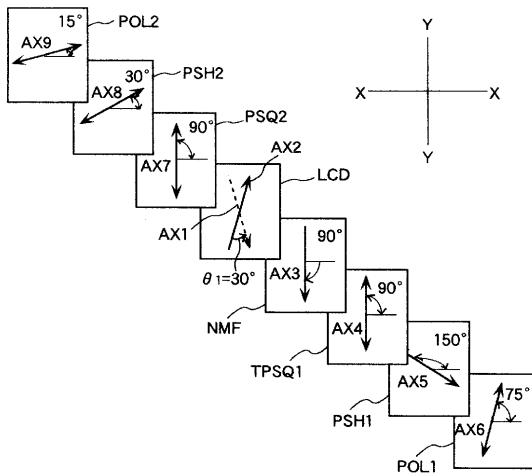 15° POL2
AX9
30° PSH2
AX8
90° PSQ2
AX7
AX2
LCD
AX1
θ1=30°
90°
AX3
NMF
90°
AX4
TPSQ1
150°
AX5
PSH1
75°
AX6
POL1
Y
X X
Y